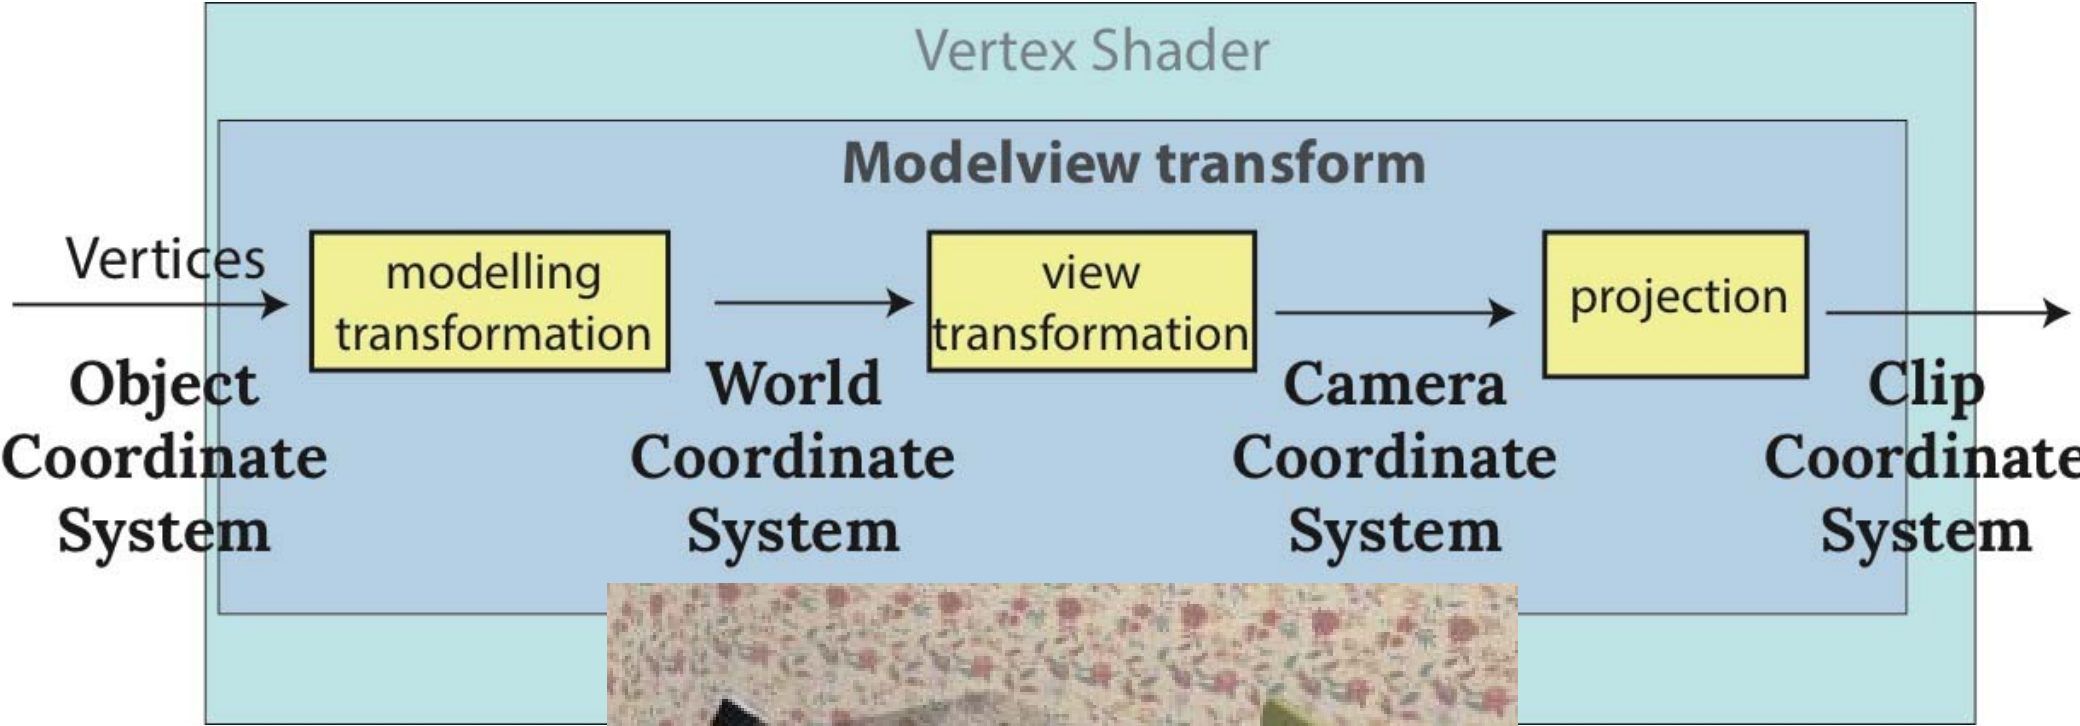 Vertex Shader
Modelview transform
Vertices
modelling
transformation
view
transformation
projection
Object
Coordinate
System
World
Coordinate
System
Camera
Coordinate
System
Clip
Coordinate
System